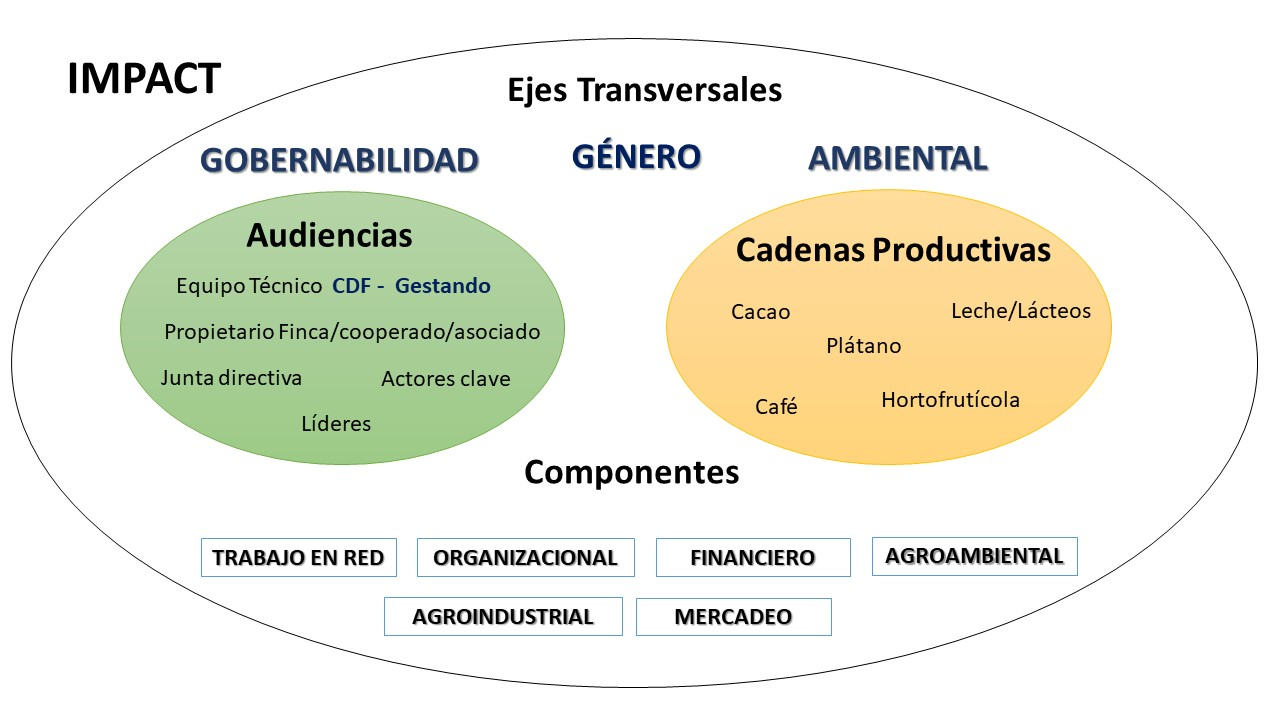 IMPACT
Ejes Transversales
GOBERNABILIDAD
GÉNERO
AMBIENTAL
Audiencias
Equipo Técnico CDF - Gestando
Propietario Finca/cooperado/asociado
Junta directiva
Actores clave
Líderes
Cadenas Productivas
Cacao
Leche/Lácteos
Plátano
Café
Hortofrutícola
Componentes
TRABAJO EN RED
ORGANIZACIONAL
FINANCIERO
AGROAMBIENTAL
AGROINDUSTRIAL
MERCADEO